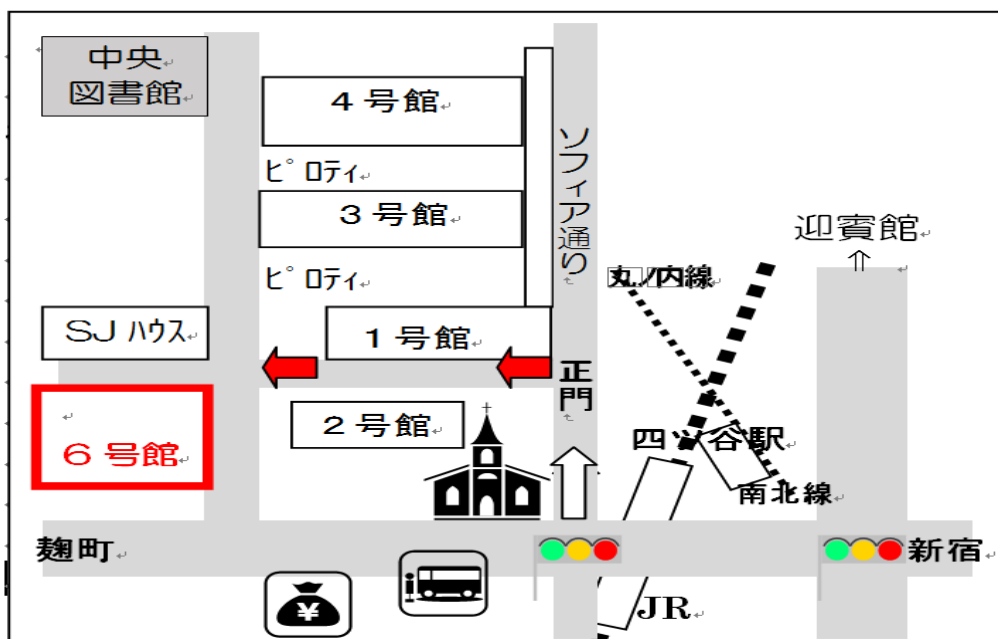 中央
図書館
4号館
ピロティ
3号館
ピロティ
ソフィア通り
迎賓館
丸ノ内線
SJハウス
1号館
正門
2号館
6号館
四ツ谷駅
南北線
麹町
新宿
¥
JR